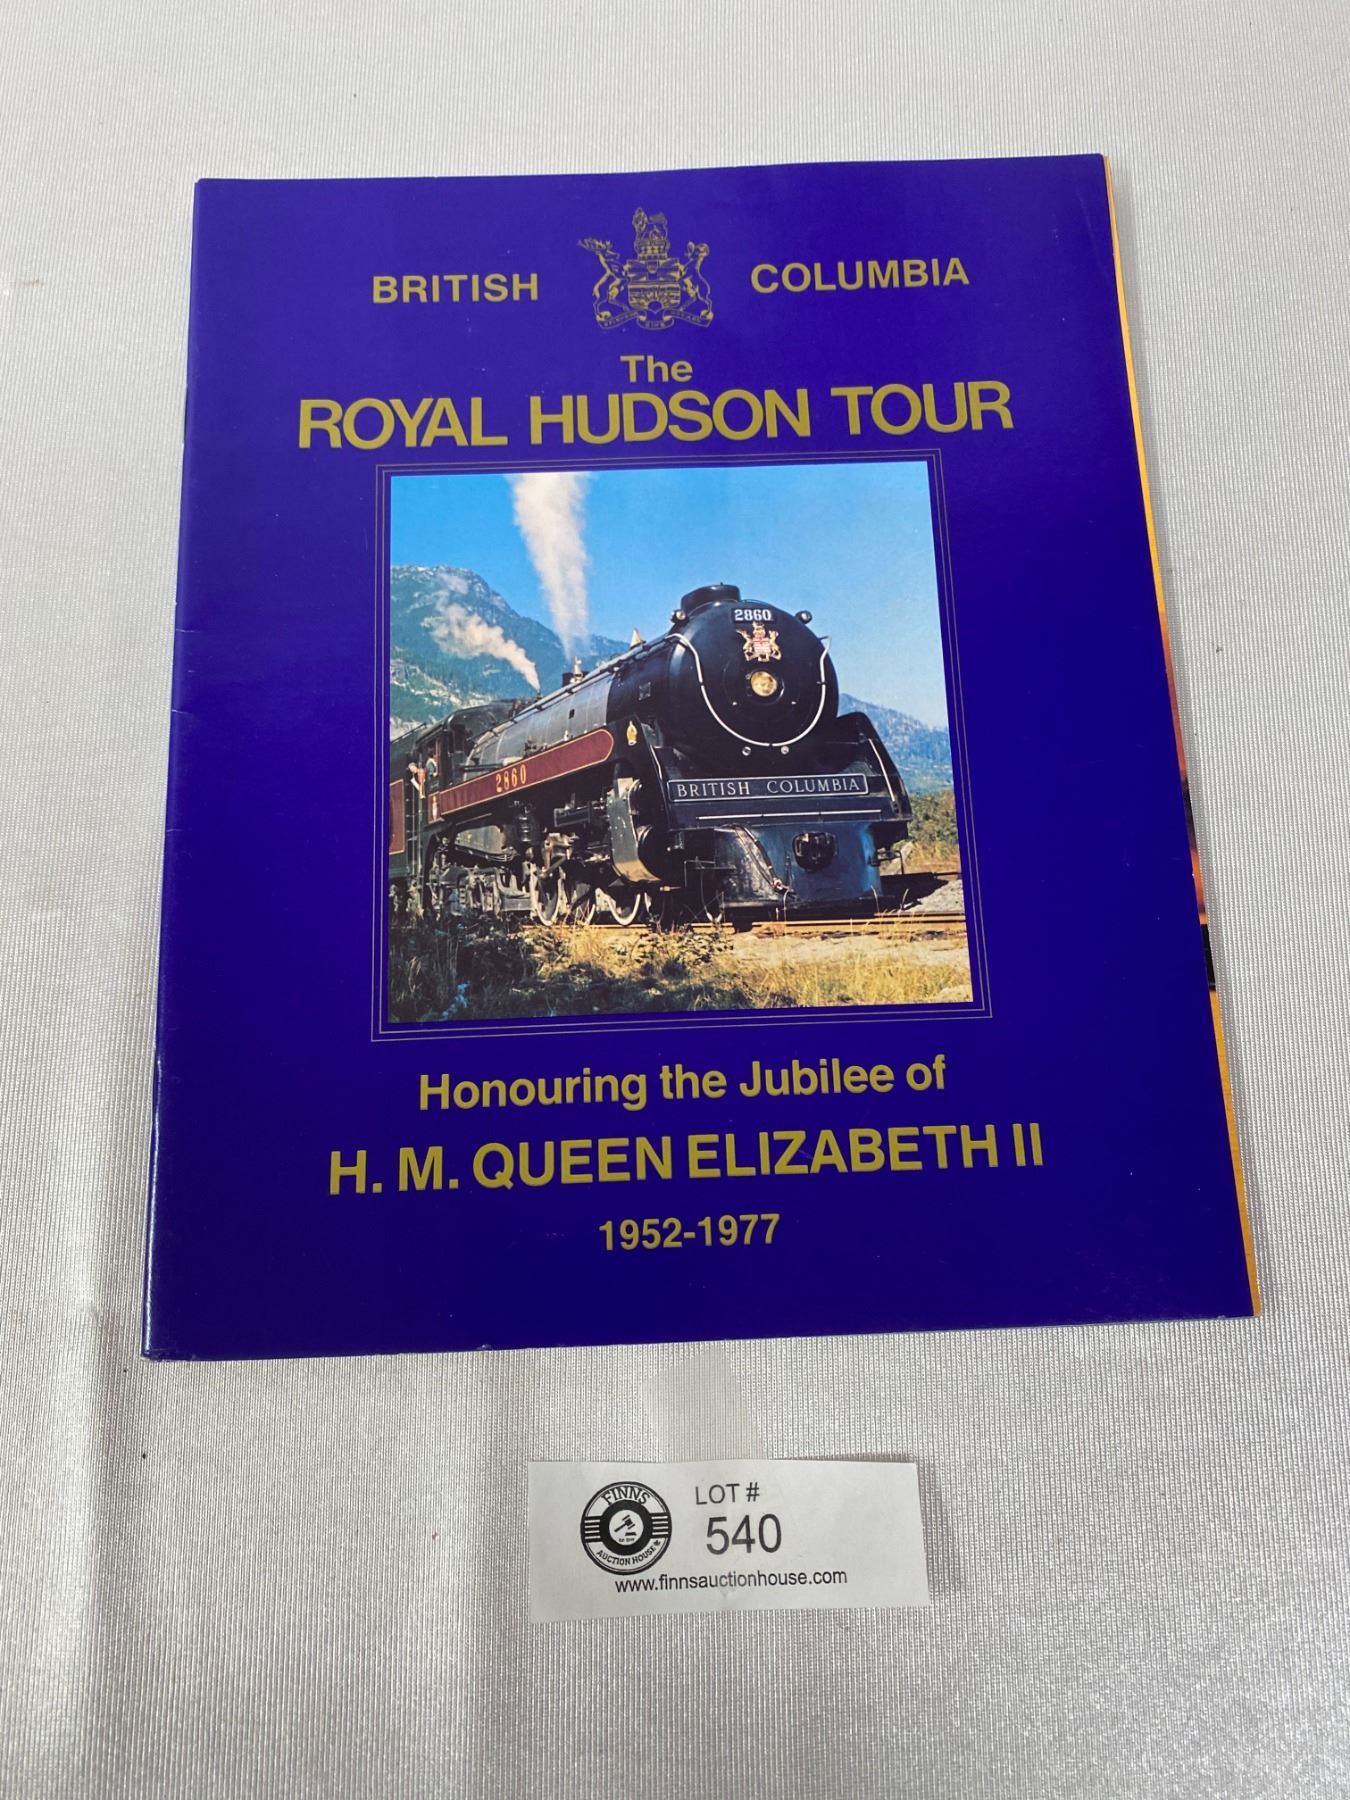 BRITISH COLUMBIA
The
ROYAL HUDSON TOUR
2860
2860
BRITISH COLUMBIA
Honouring the Jubilee of
H. M. QUEEN ELIZABETH II
1952-1977
FINNS
AUCTION HOUSE
LOT #
540
www.finnsauctionhouse.com